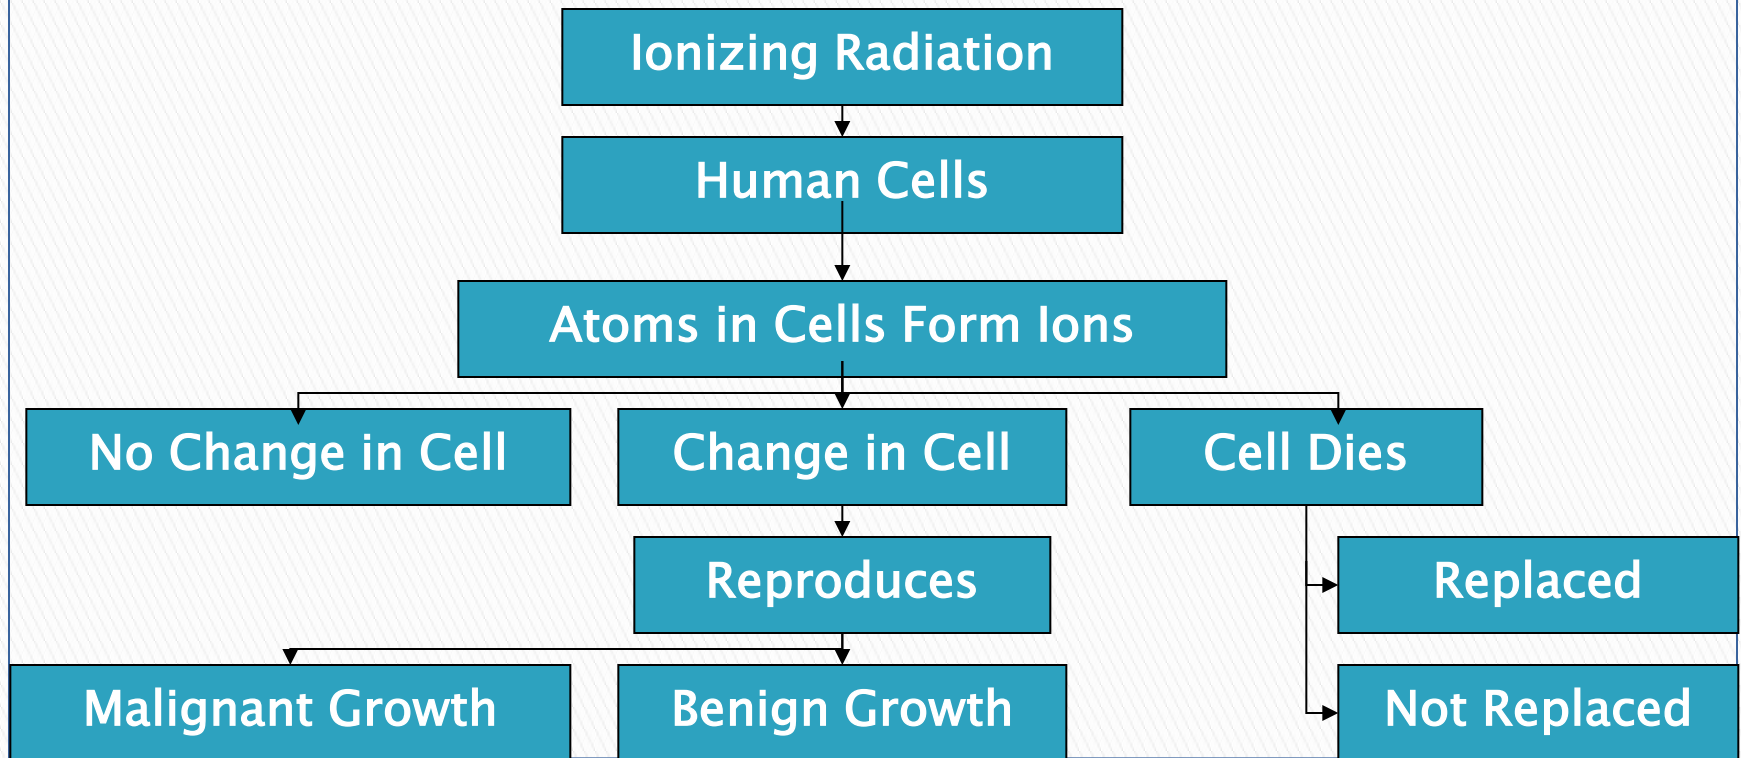 Ionizing Radiation
Human Cells
Atoms in Cells Form Ions
No Change in Cell
Change in Cell
Cell Dies
Reproduces
Replaced
Malignant Growth
Benign Growth
Not Replaced